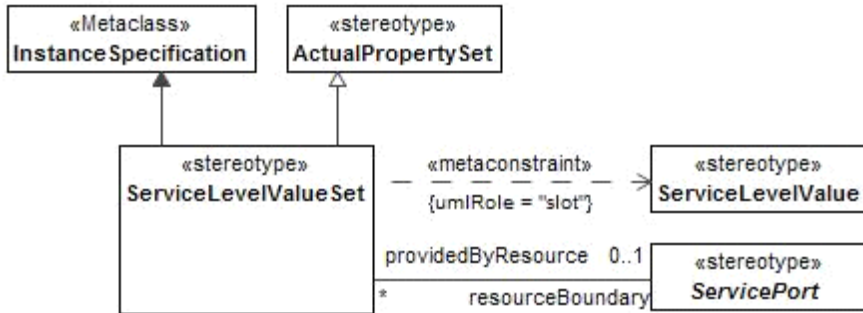 «Metaclass»
InstanceSpecification
«stereotype»
ActualPropertySet
«stereotype»
ServiceLevelValueSet
«metaconstraint»
{umlRole = "slot"}
«stereotype»
ServiceLevelValue
providedByResource 0..1
* resourceBoundary
«stereotype»
ServicePort